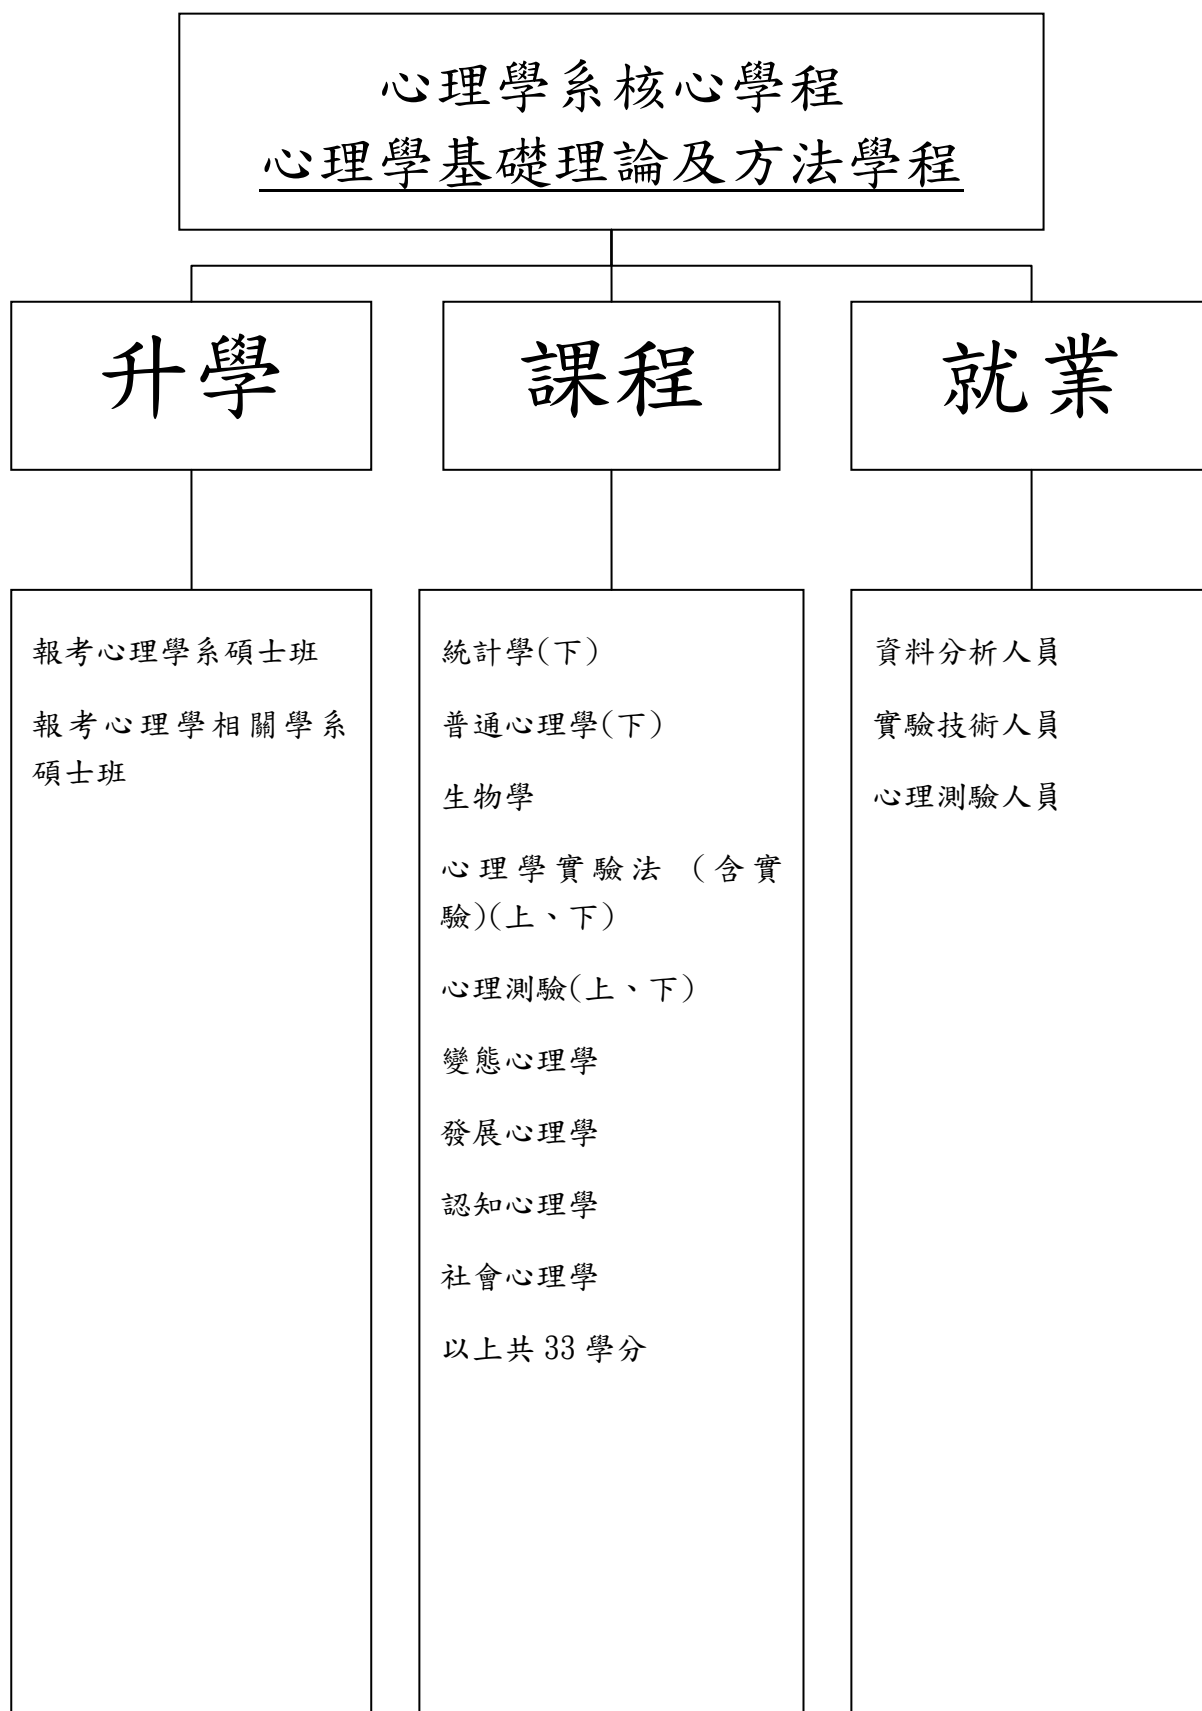 心理學系核心學程
心理學基礎理論及方法學程
升學
課程
就業
報考心理學系碩士班
報考心理學相關學系
碩士班
統計學(下)
普通心理學(下)
生物學
心理學實驗法 (含實
驗)(上、下)
心理測驗(上、下)
變態心理學
發展心理學
認知心理學
社會心理學
以上共 33 學分
資料分析人員
實驗技術人員
心理測驗人員